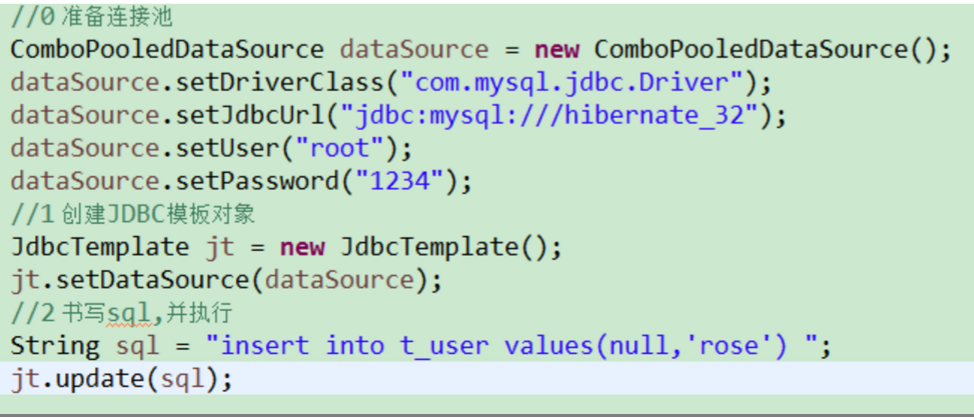 //0 准备连接池
ComboPooledDataSource dataSource = new ComboPooledDataSource();
dataSource.setDriverClass("com.mysql.jdbc.Driver");
dataSource.setJdbcUrl("jdbc:mysql:///hibernate_32");
dataSource.setUser("root");
dataSource.setPassword("1234");
//1 创建JDBC模板对象
JdbcTemplate jt = new JdbcTemplate();
jt.setDataSource(dataSource);
//2 书写sql,并执行
String sql = "insert into t_user values(null,'rose') ";
jt.update(sql);